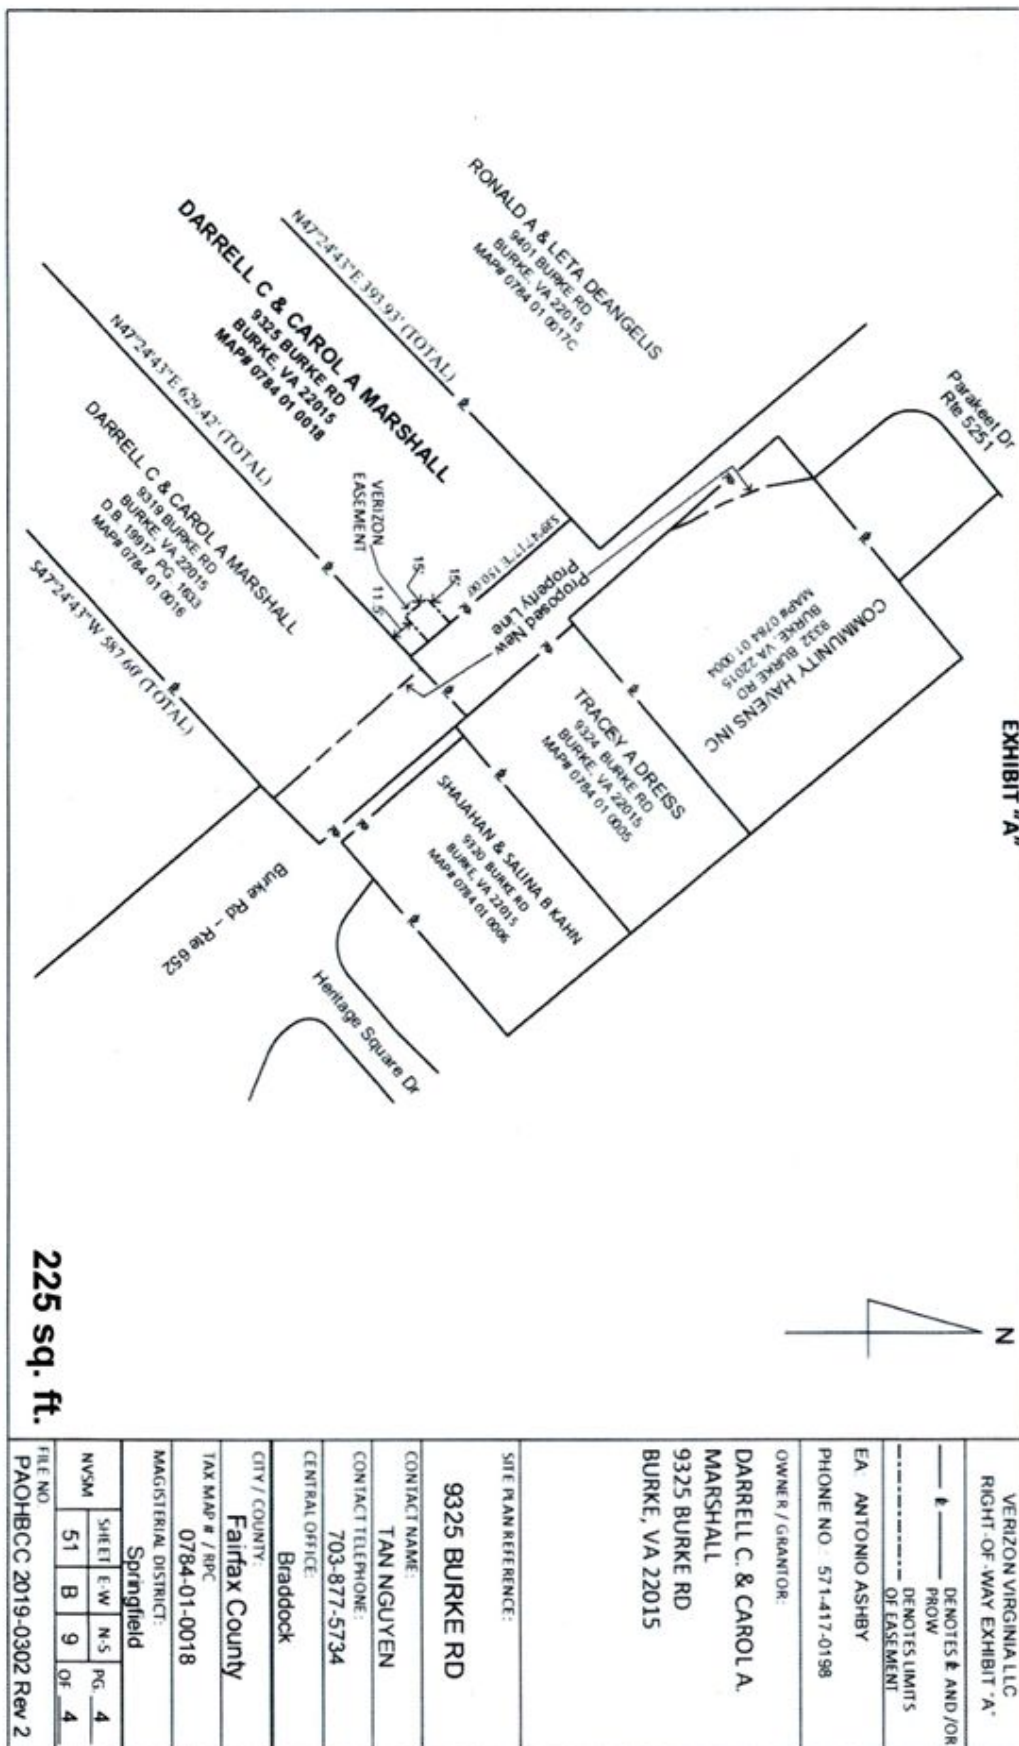 EXHIBIT "A"
Parakeet Dr
Rte 5251
RONALD A & LETA DEANGELIS
9401 BURKE RD
BURKE, VA 22015
MAP# 0784 01 0017C
N47°24'43"E 393.93' (TOTAL)
DARRELL C & CAROL A MARSHALL
9325 BURKE RD
BURKE, VA 22015
MAP# 0784 01 0018
N47°24'43"E 629.42' (TOTAL)
DARRELL C & CAROL A MARSHALL
9319 BURKE RD
BURKE, VA 22015
D.B. 19917 PG. 1633
MAP# 0784 01 0016
S47°24'43"W 587.60' (TOTAL)
VERIZON
EASEMENT
15'
15'
11.5'
Proposed New
Property Line
COMMUNITY HAVENS INC
9332 BURKE RD
BURKE, VA 22015
MAP# 0784 01 0004
TRACEY A DREISS
9324 BURKE RD
BURKE, VA 22015
MAP# 0784 01 0005
SHAJAHAN & SALINA B KAHN
9320 BURKE RD
BURKE, VA 22015
MAP# 0784 01 0006
Burke Rd - Rte 652
Heritage Square Dr
N
225 sq. ft.
VERIZON VIRGINIA LLC
RIGHT-OF-WAY EXHIBIT "A"
DENOTES ℄ AND/OR
PROW
DENOTES LIMITS
OF EASEMENT
EA: ANTONIO ASHBY
PHONE NO: 571-417-0198
OWNER / GRANTOR:
DARRELL C. & CAROL A.
MARSHALL
9325 BURKE RD
BURKE, VA 22015
SITE PLAN REFERENCE:
9325 BURKE RD
CONTACT NAME:
TAN NGUYEN
CONTACT TELEPHONE:
703-877-5734
CENTRAL OFFICE:
Braddock
CITY / COUNTY:
Fairfax County
TAX MAP # / RPC
0784-01-0018
MAGISTERIAL DISTRICT:
Springfield
NVSM
SHEET E-W N-S
51 B 9
PG. 4
OF 4
FILE NO.
PAOHBCC 2019-0302 Rev 2